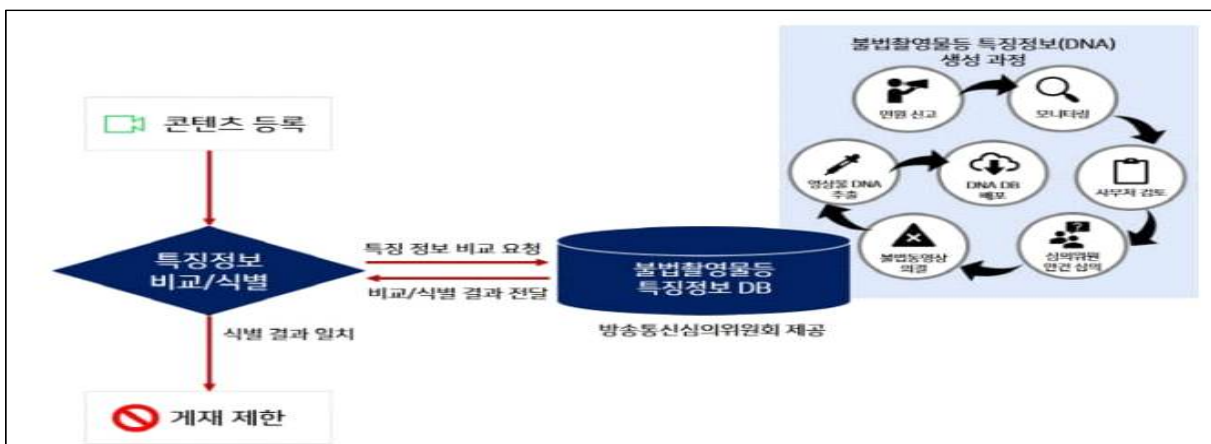 불법촬영물등 특징정보(DNA)
생성 과정
민원 신고
모니터링
영상물 DNA
추출
DNA DB
배포
사무처 검토
불법동영상
의결
심의위원
안건 심의
콘텐츠 등록
특징정보
비교/식별
특징 정보 비교 요청
비교/식별 결과 전달
불법촬영물등
특징정보 DB
방송통신심의위원회 제공
식별 결과 일치
게재 제한